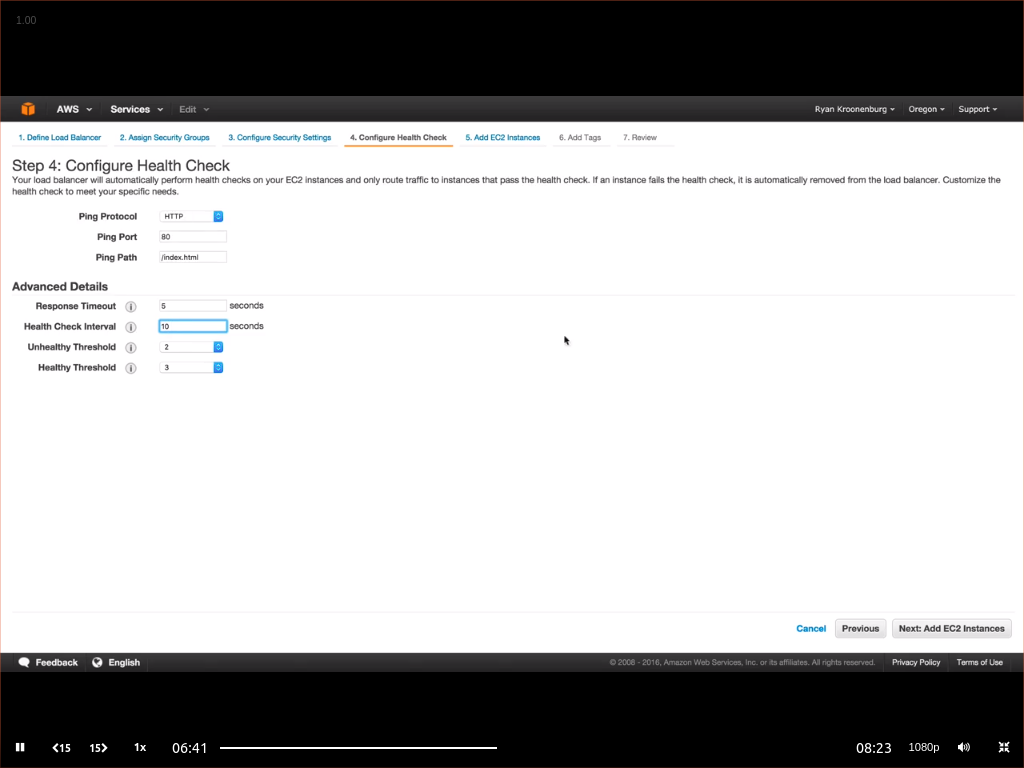 1.00
AWS Services Edit Ryan Kroonenburg Oregon Support
1. Define Load Balancer 2. Assign Security Groups 3. Configure Security Settings 4. Configure Health Check 5. Add EC2 Instances 6. Add Tags 7. Review
Step 4: Configure Health Check
Your load balancer will automatically perform health checks on your EC2 instances and only route traffic to instances that pass the health check. If an instance fails the health check, it is automatically removed from the load balancer. Customize the
health check to meet your specific needs.
Ping Protocol HTTP
Ping Port 80
Ping Path /index.html
Advanced Details
Response Timeout i 5 seconds
Health Check Interval i 10 seconds
Unhealthy Threshold i 2
Healthy Threshold i 3
Cancel Previous Next: Add EC2 Instances
Feedback English © 2008 - 2016, Amazon Web Services, Inc. or its affiliates. All rights reserved. Privacy Policy Terms of Use
15 15 1x 06:41 08:23 1080p